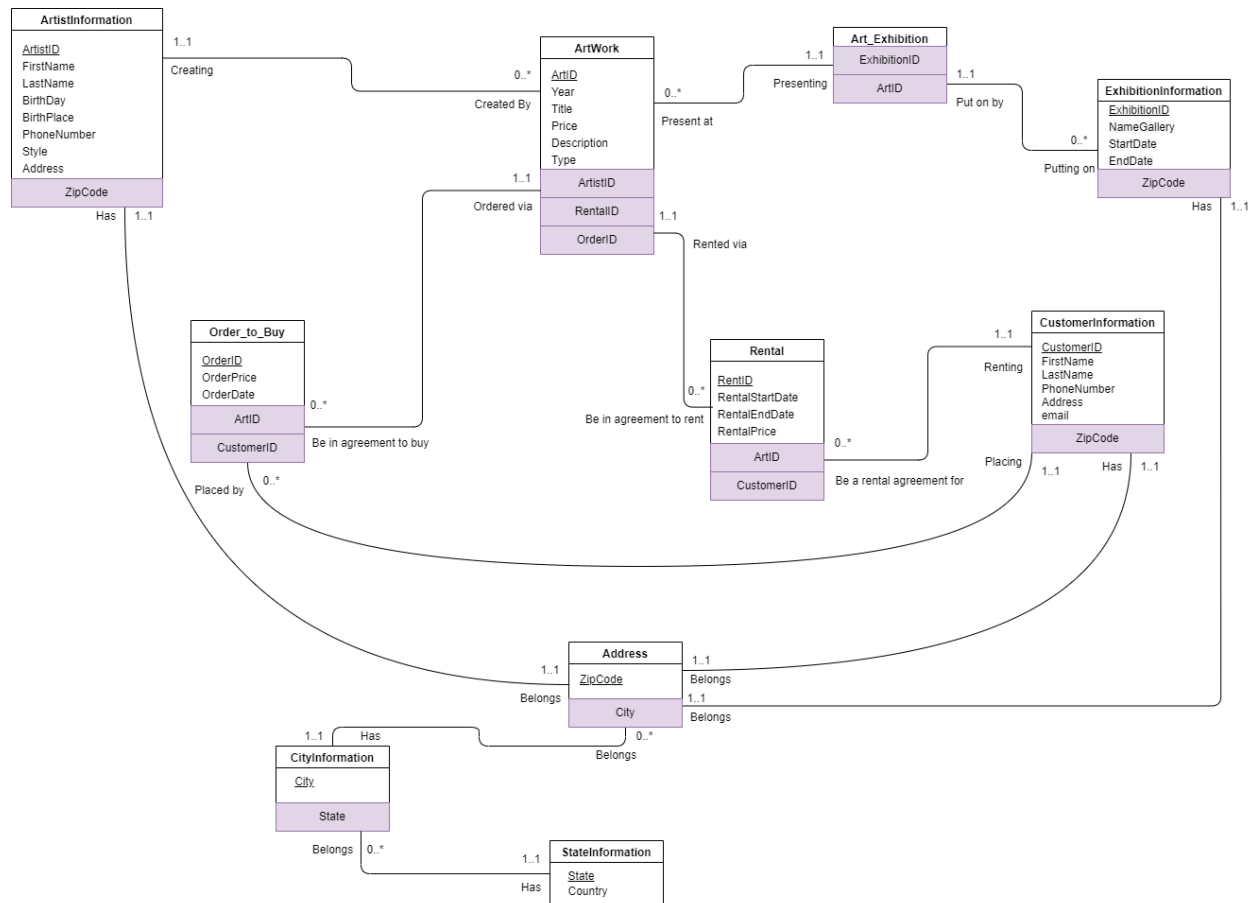 ArtistInformation
ArtistID
FirstName
LastName
BirthDay
BirthPlace
PhoneNumber
Style
Address
ZipCode
Has
1..1
1..1
Creating
0..*
Created By
ArtWork
ArtID
Year
Title
Price
Description
Type
ArtistID
RentalID
OrderID
0..*
Present at
1..1
Presenting
Art_Exhibition
ExhibitionID
ArtID
1..1
Put on by
0..*
Putting on
ExhibitionInformation
ExhibitionID
NameGallery
StartDate
EndDate
ZipCode
Has
1..1
1..1
Ordered via
1..1
Rented via
Order_to_Buy
OrderID
OrderPrice
OrderDate
ArtID
CustomerID
0..*
Be in agreement to buy
Placed by
0..*
Rental
RentID
RentalStartDate
RentalEndDate
RentalPrice
ArtID
CustomerID
0..*
Be in agreement to rent
0..*
Be a rental agreement for
1..1
Renting
CustomerInformation
CustomerID
FirstName
LastName
PhoneNumber
Address
email
ZipCode
Placing
1..1
Has
1..1
Address
ZipCode
City
1..1
Belongs
1..1
Belongs
1..1
Belongs
0..*
Belongs
1..1
Has
CityInformation
City
State
Belongs
0..*
1..1
Has
StateInformation
State
Country